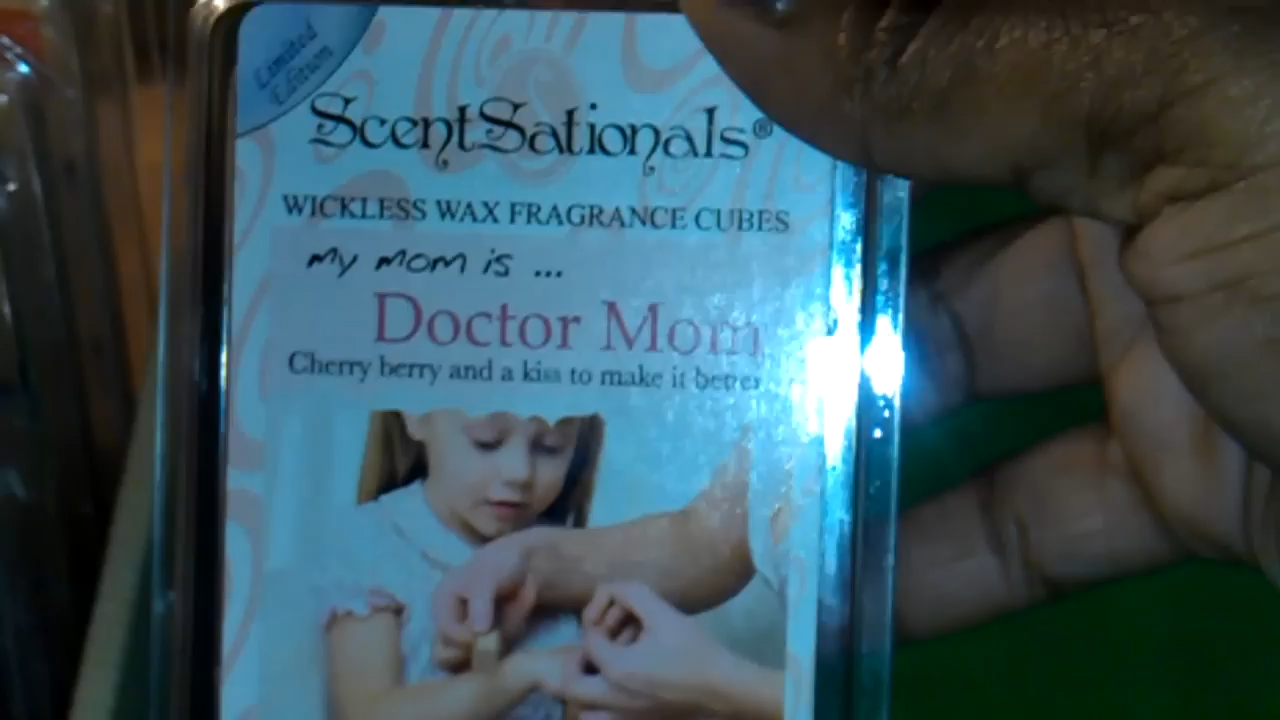 Limited
Edition
ScentSationals®
WICKLESS WAX FRAGRANCE CUBES
my mom is ...
Doctor Mom
Cherry berry and a kiss to make it better